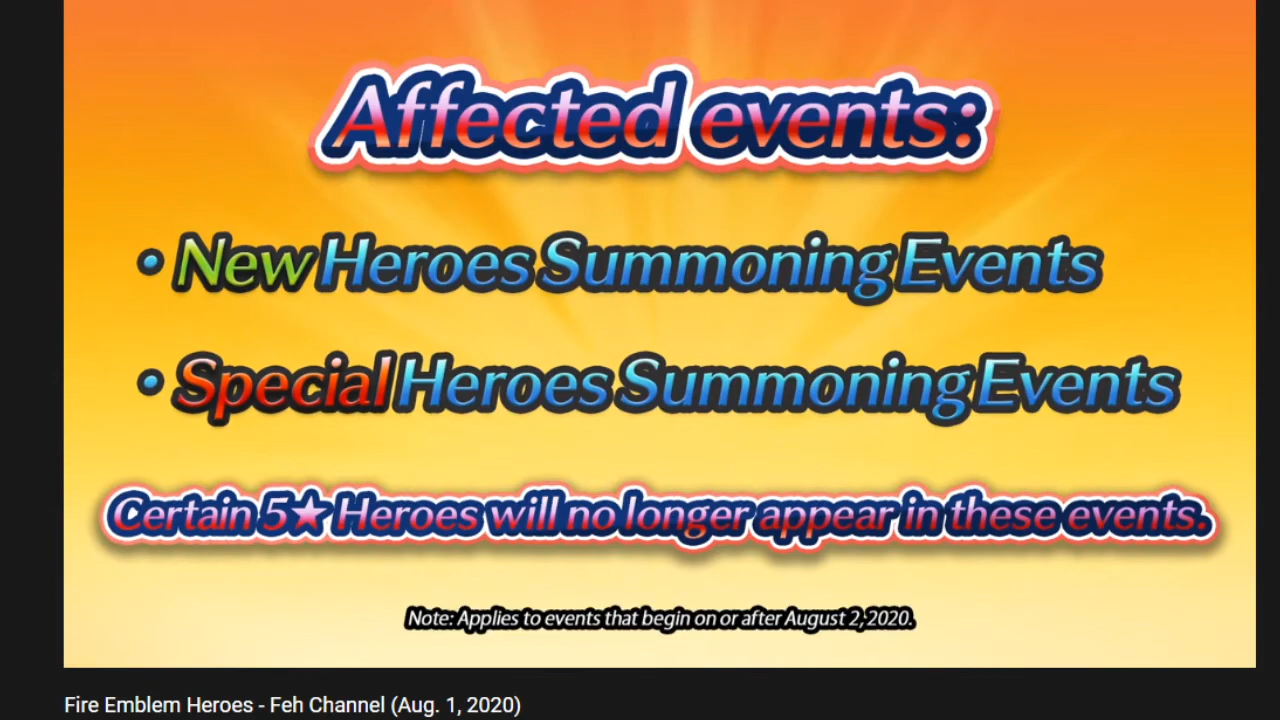 Affected events:
• New Heroes Summoning Events
• Special Heroes Summoning Events
Certain 5★ Heroes will no longer appear in these events.
Note: Applies to events that begin on or after August 2, 2020.
Fire Emblem Heroes - Feh Channel (Aug. 1, 2020)